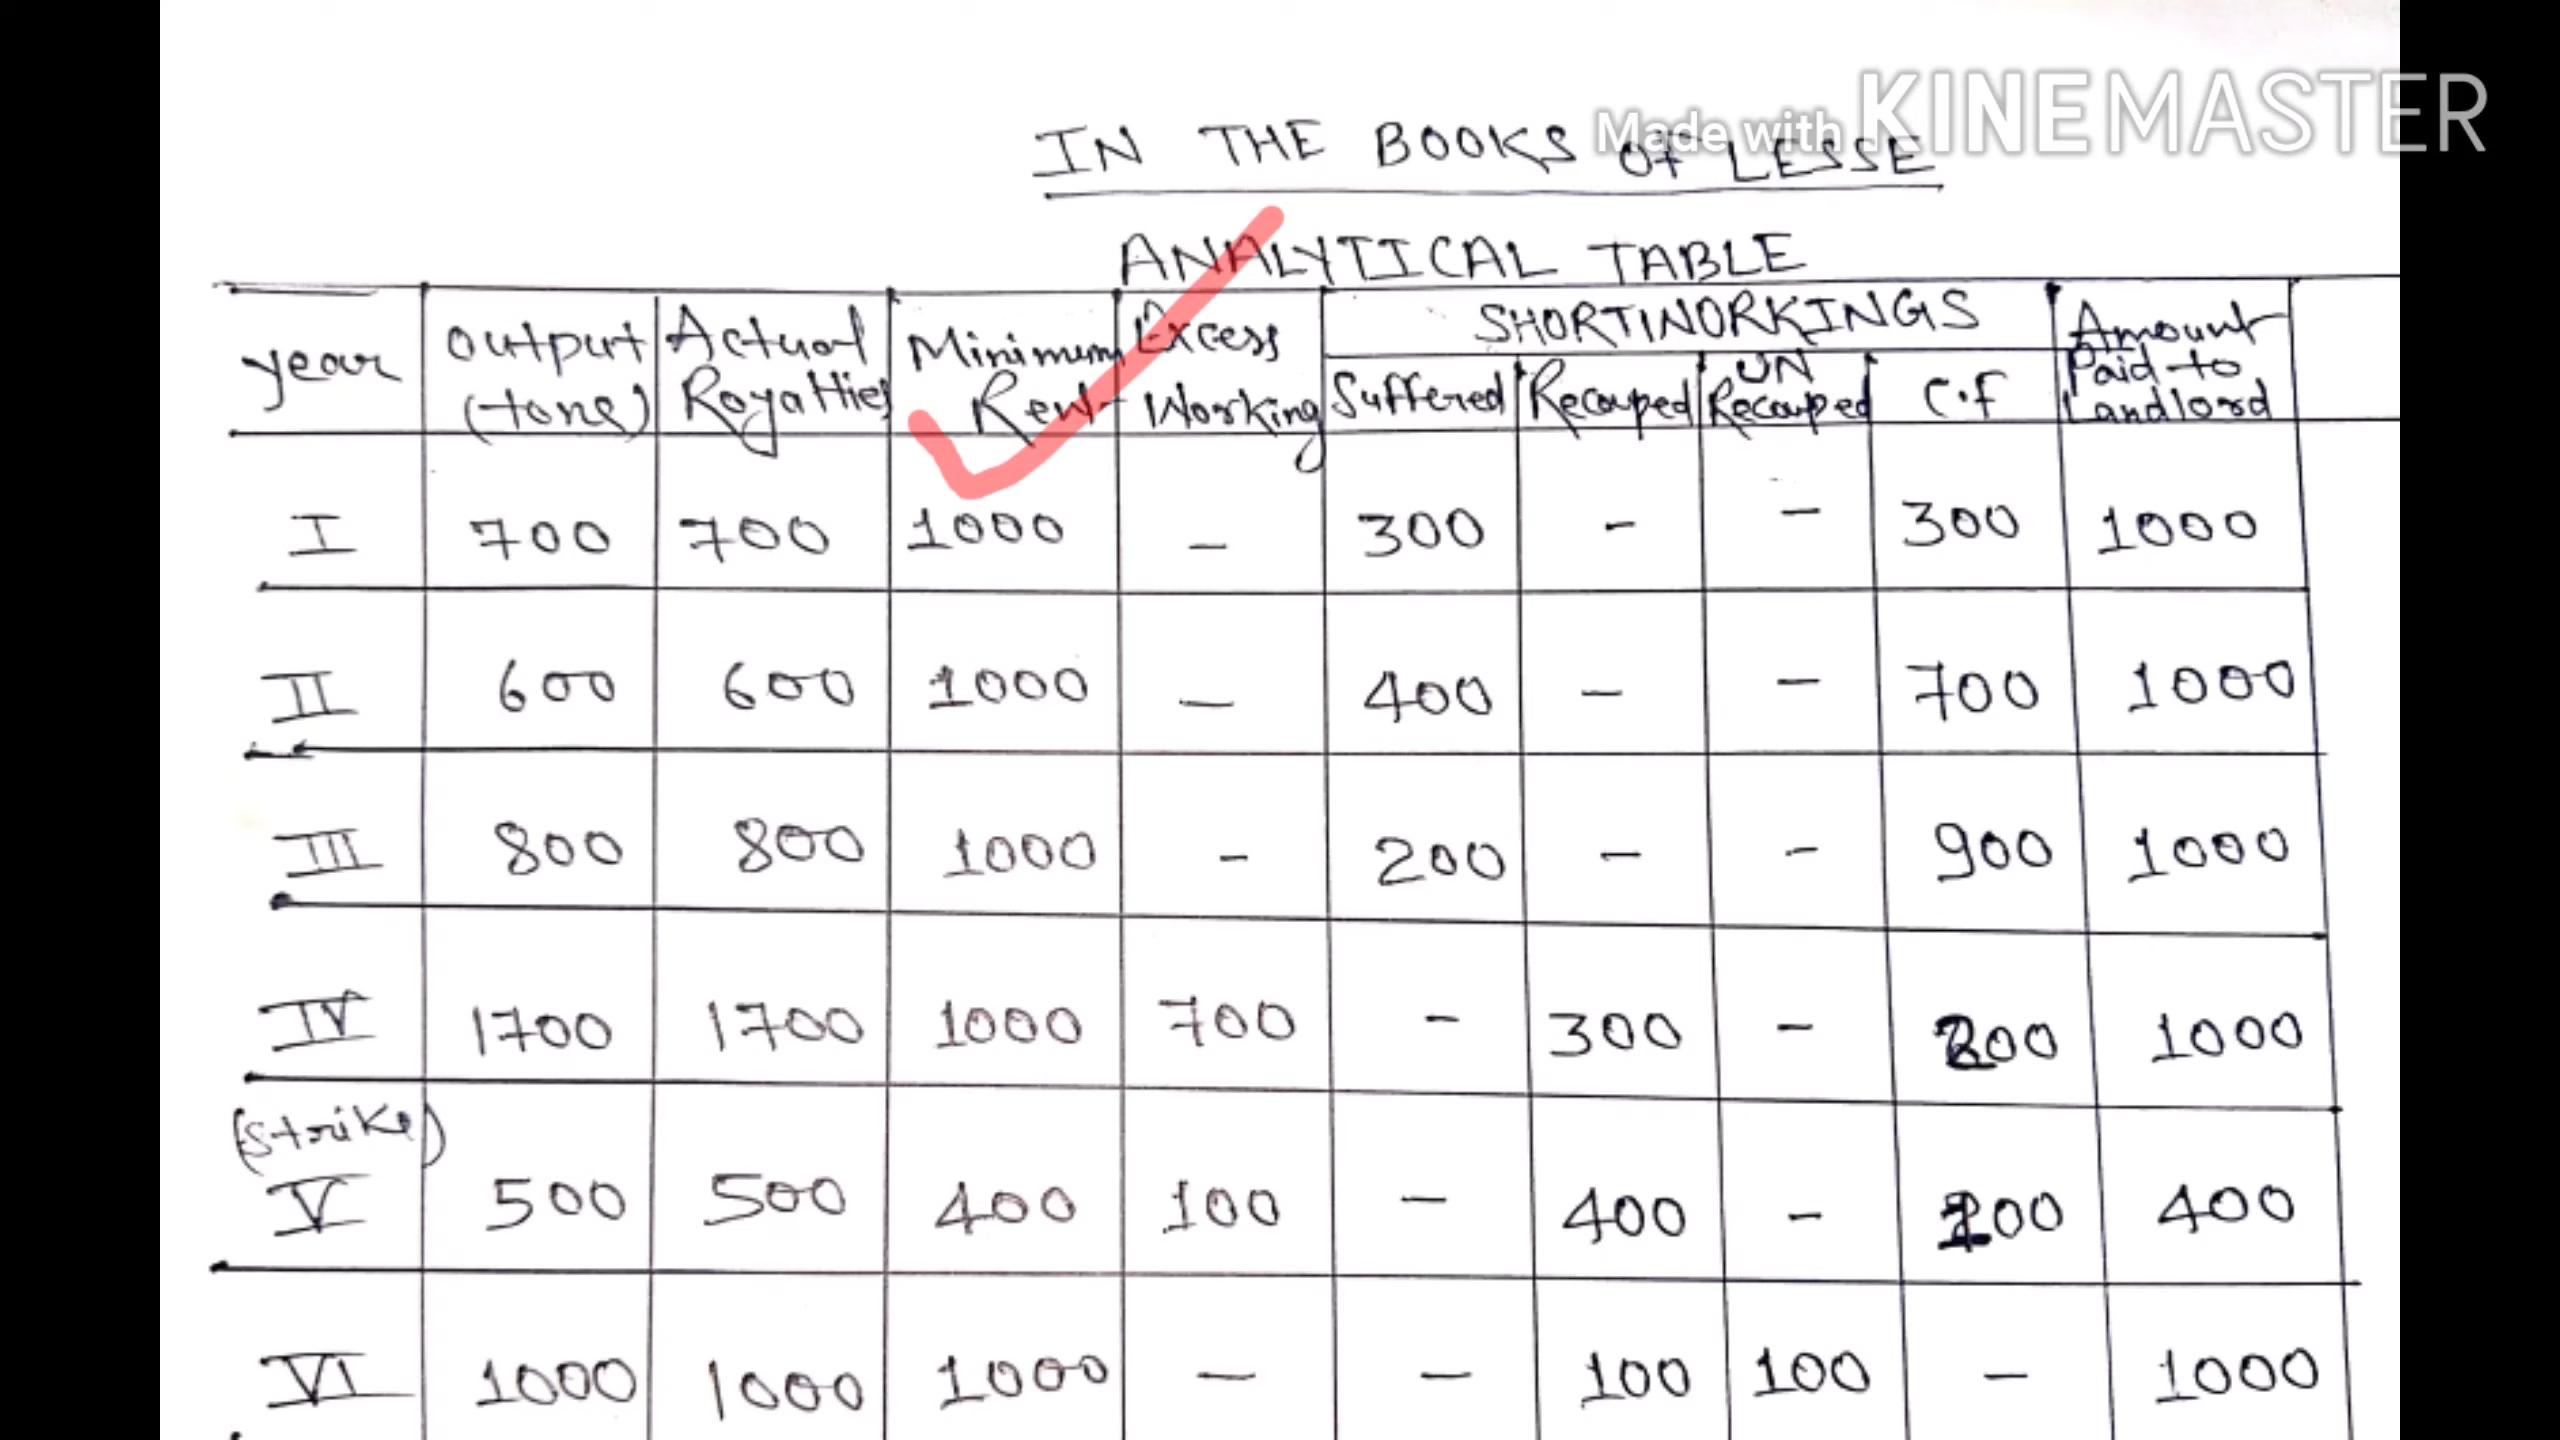 Made with KINEMASTER
IN THE BOOKS OF LESSE
ANALYTICAL TABLE
year Output (tons) Actual Royalties Minimum Rent Excess Working SHORTWORKINGS Amount Paid to Landlord
Suffered Recouped UN Recouped C.F
I 700 700 1000 - 300 - - 300 1000
II 600 600 1000 - 400 - - 700 1000
III 800 800 1000 - 200 - - 900 1000
IV 1700 1700 1000 700 - 300 - 200 1000
(Strike)
V 500 500 400 100 - 400 - 100 400
VI 1000 1000 1000 - - 100 100 - 1000